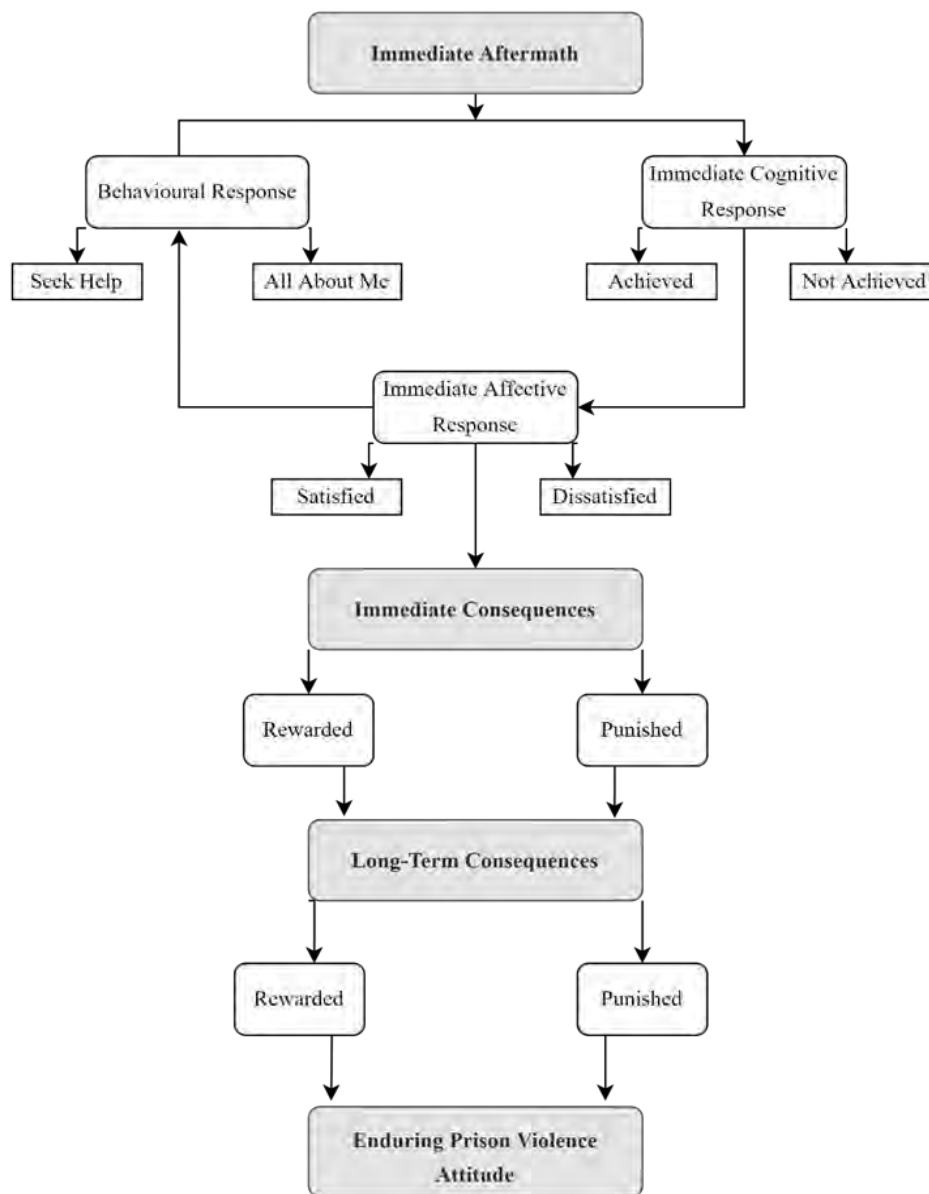 Immediate Aftermath
Behavioural Response
Immediate Cognitive
Response
Seek Help
All About Me
Achieved
Not Achieved
Immediate Affective
Response
Satisfied
Dissatisfied
Immediate Consequences
Rewarded
Punished
Long-Term Consequences
Rewarded
Punished
Enduring Prison Violence
Attitude